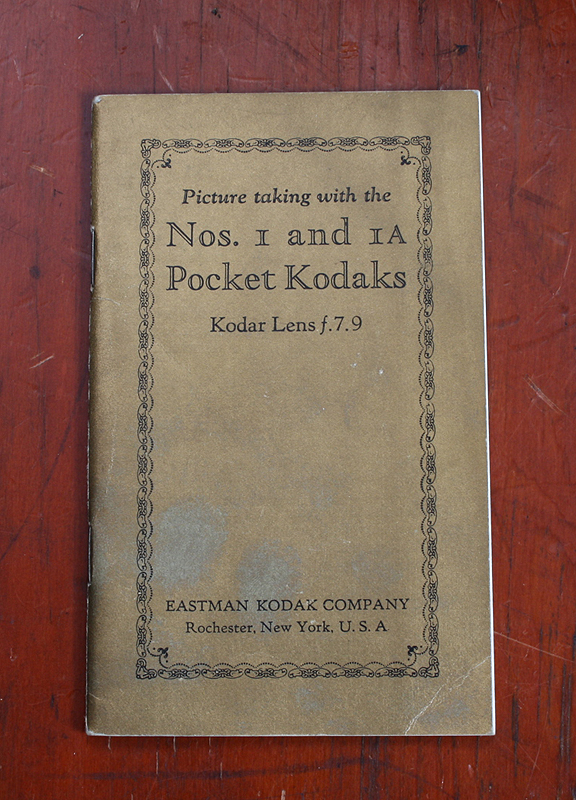 Picture taking with the
Nos. 1 and 1A
Pocket Kodaks
Kodar Lens f.7.9
EASTMAN KODAK COMPANY
Rochester, New York, U. S. A